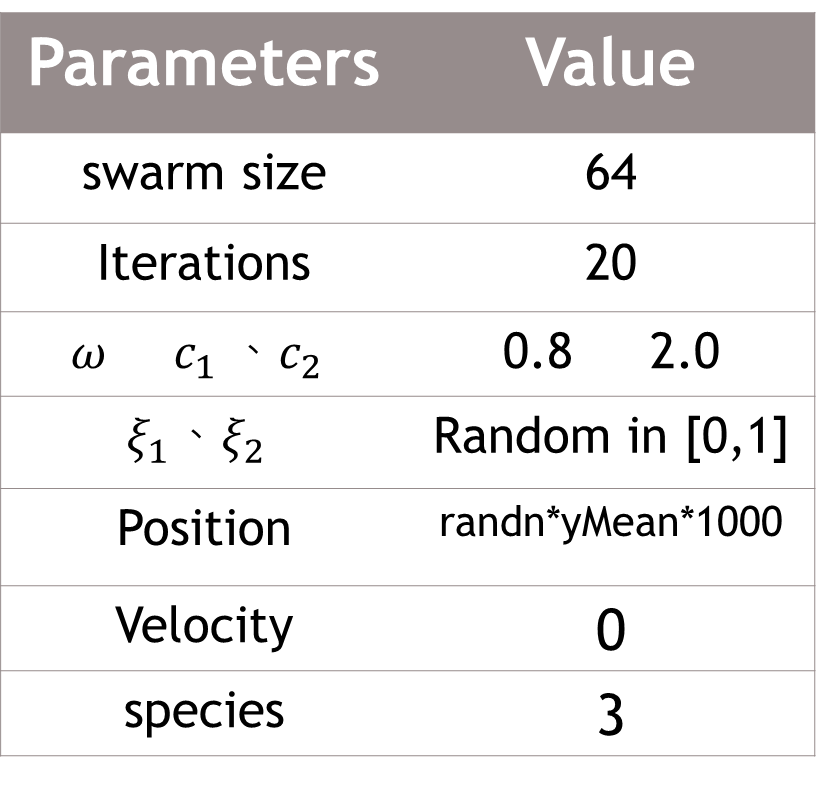 Parameters Value
swarm size 64
Iterations 20
ω c₁ 、c₂ 0.8 2.0
ξ₁、ξ₂ Random in [0,1]
Position randn*yMean*1000
Velocity 0
species 3